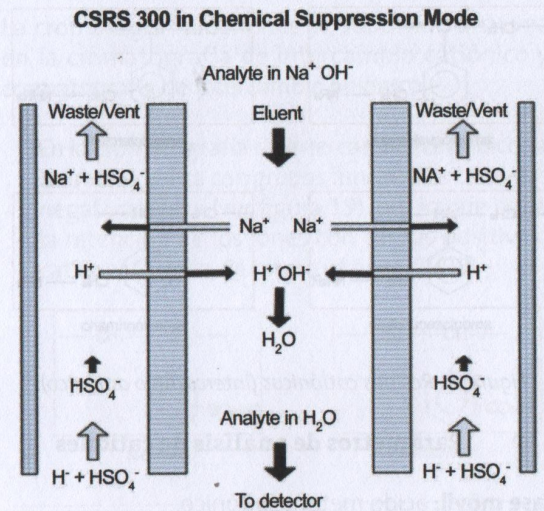 CSRS 300 in Chemical Suppression Mode
Analyte in Na⁺ OH⁻
Waste/Vent
Eluent
Waste/Vent
Na⁺ + HSO₄⁻
NA⁺ + HSO₄⁻
Na⁺
Na⁺
H⁺
H⁺ OH⁻
H⁺
H₂O
HSO₄⁻
HSO₄⁻
Analyte in H₂O
H⁻ + HSO₄⁻
H⁻ + HSO₄⁻
To detector